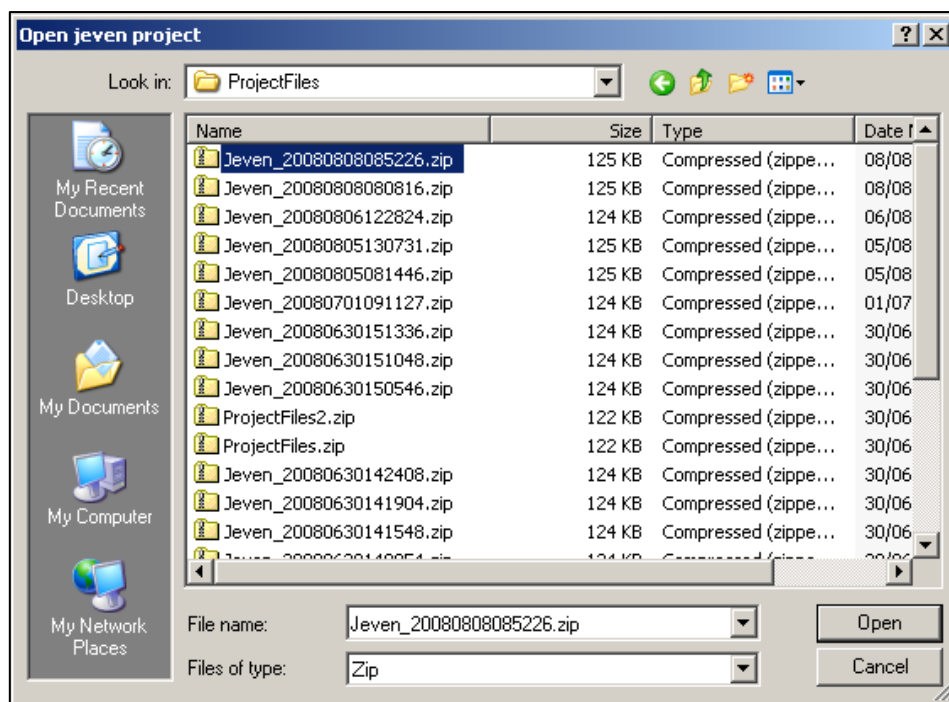 Open jeven project
Look in: ProjectFiles
My Recent
Documents
Desktop
My Documents
My Computer
My Network
Places
Name Size Type Date
Jeven_20080808085226.zip 125 KB Compressed (zippe... 08/08
Jeven_20080808080816.zip 125 KB Compressed (zippe... 08/08
Jeven_20080806122824.zip 124 KB Compressed (zippe... 06/08
Jeven_20080805130731.zip 125 KB Compressed (zippe... 05/08
Jeven_20080805081446.zip 125 KB Compressed (zippe... 05/08
Jeven_20080701091127.zip 124 KB Compressed (zippe... 01/07
Jeven_20080630151336.zip 124 KB Compressed (zippe... 30/06
Jeven_20080630151048.zip 124 KB Compressed (zippe... 30/06
Jeven_20080630150546.zip 124 KB Compressed (zippe... 30/06
ProjectFiles2.zip 122 KB Compressed (zippe... 30/06
ProjectFiles.zip 122 KB Compressed (zippe... 30/06
Jeven_20080630142408.zip 124 KB Compressed (zippe... 30/06
Jeven_20080630141904.zip 124 KB Compressed (zippe... 30/06
Jeven_20080630141548.zip 124 KB Compressed (zippe... 30/06
File name: Jeven_20080808085226.zip Open
Files of type: Zip Cancel